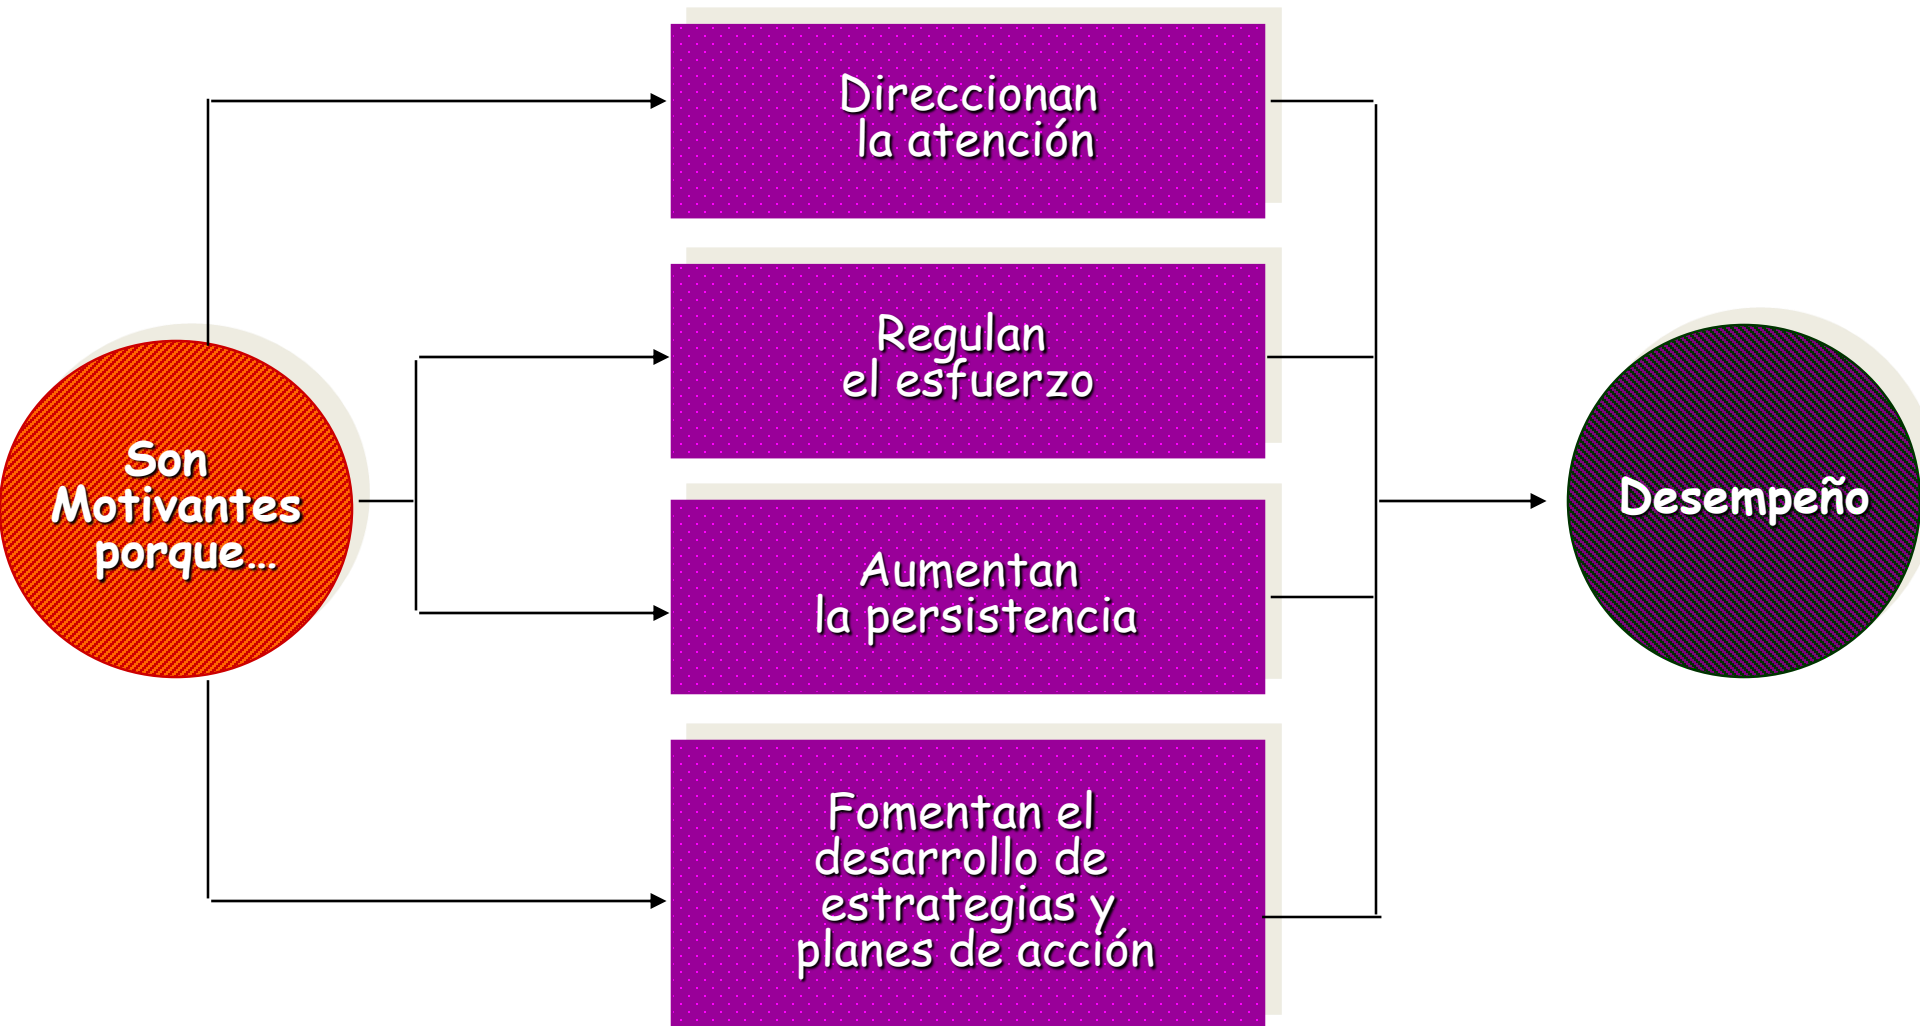 Son
Motivantes
porque...
Direccionan
la atención
Regulan
el esfuerzo
Aumentan
la persistencia
Fomentan el
desarrollo de
estrategias y
planes de acción
Desempeño